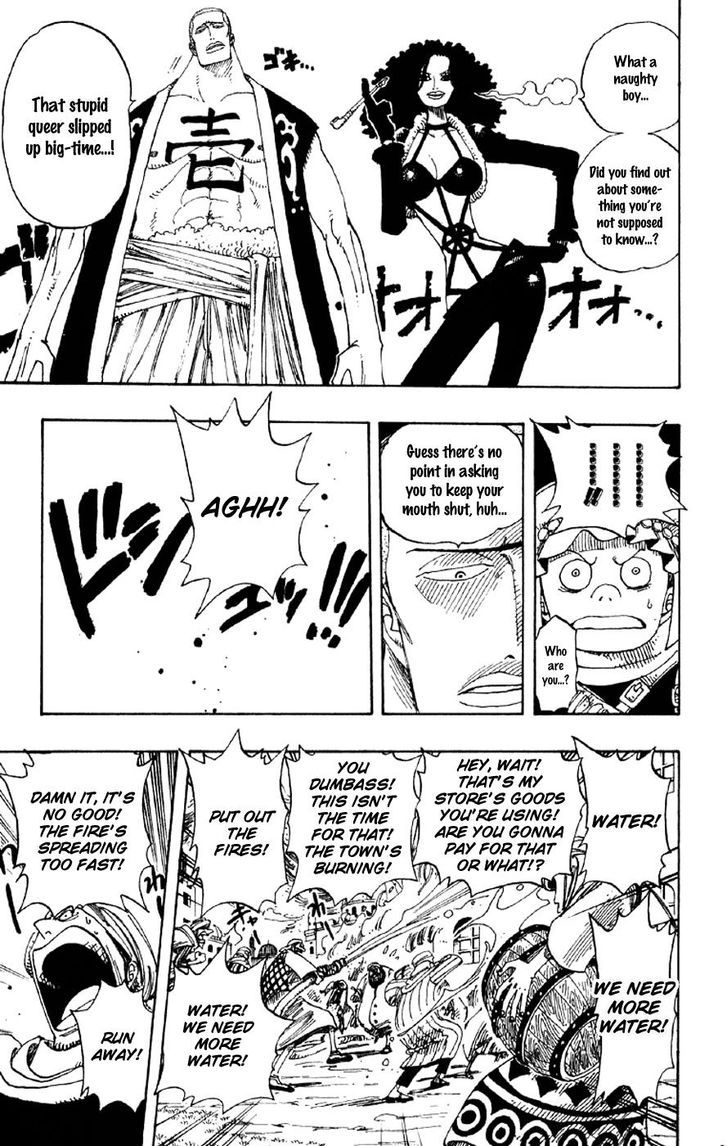 What a
naughty
boy...
Did you find out
about some-
thing you're
not supposed
to know...?
ゴキ...
That stupid
queer slipped
up big-time...!
壱
ドオオオ...
!!!
Who
are
you...?
Guess there's no
point in asking
you to keep your
mouth shut, huh...
AGHH!
ドシュッ!!!
WATER!
WE NEED
MORE
WATER!
HEY, WAIT!
THAT'S MY
STORE'S GOODS
YOU'RE USING!
ARE YOU GONNA
PAY FOR THAT
OR WHAT!?
YOU
DUMBASS!
THIS ISN'T
THE TIME
FOR THAT!
THE TOWN'S
BURNING!
PUT OUT
THE
FIRES!
WATER!
WE NEED
MORE
WATER!
DAMN IT, IT'S
NO GOOD!
THE FIRE'S
SPREADING
TOO FAST!
RUN
AWAY!